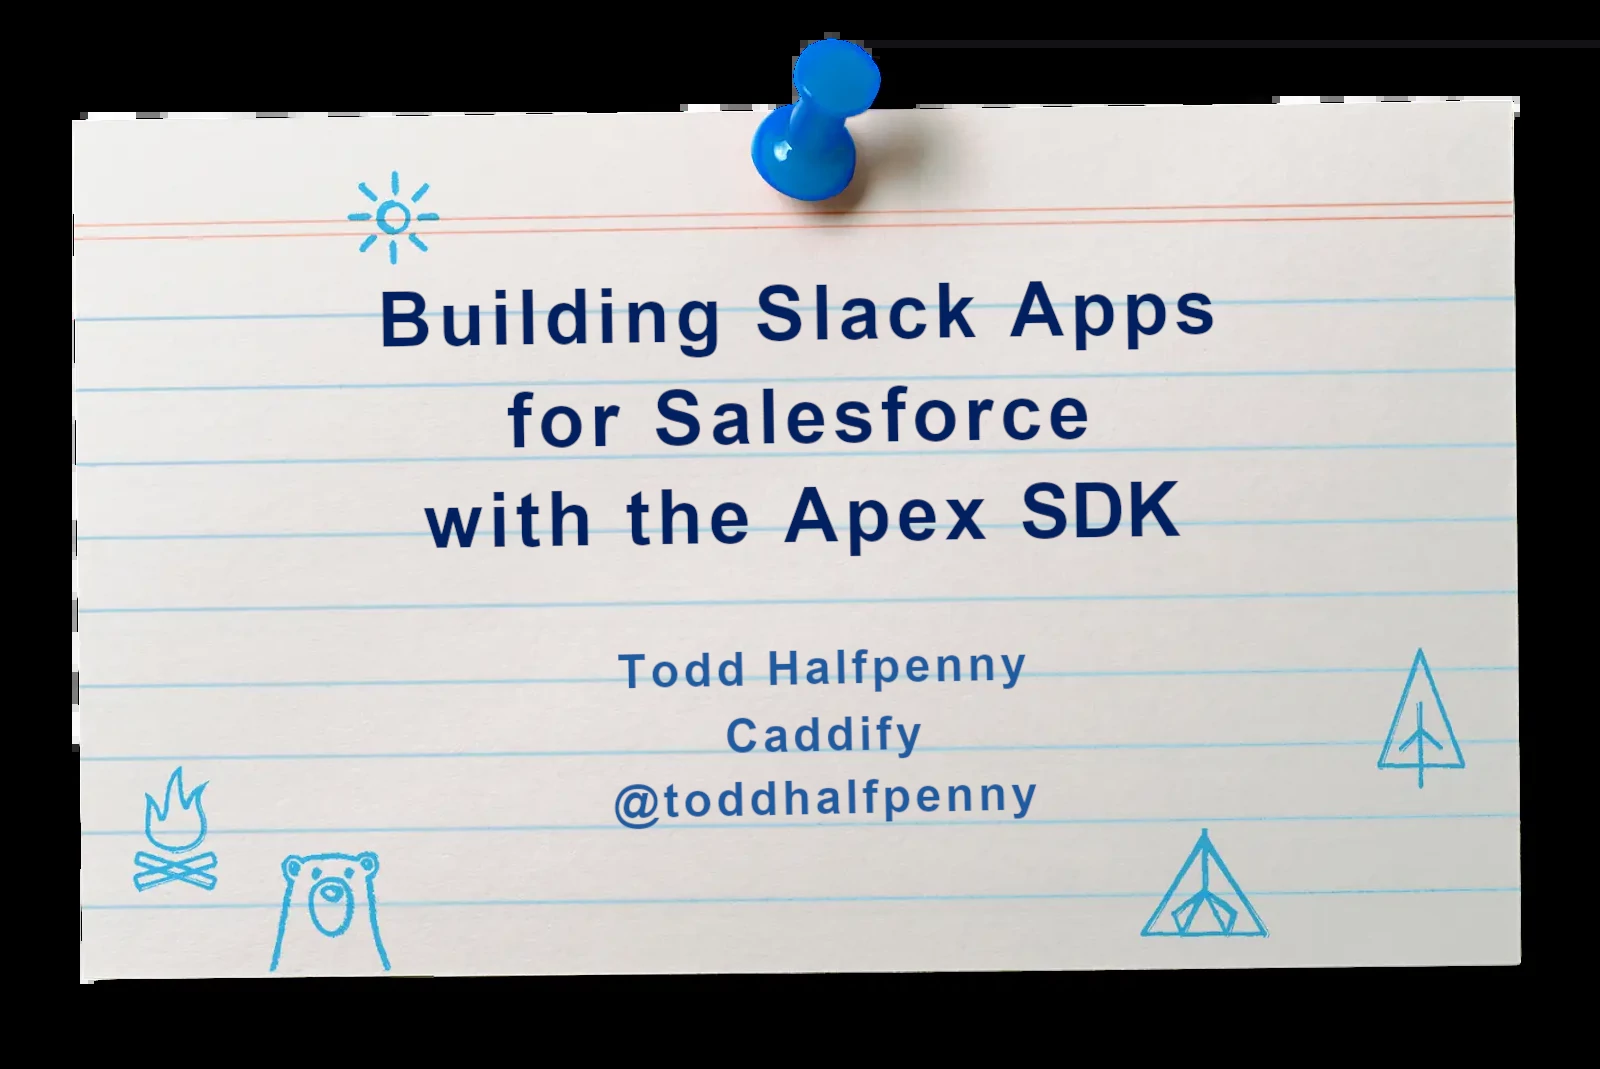 Building Slack Apps
for Salesforce
with the Apex SDK
Todd Halfpenny
Caddify
@toddhalfpenny